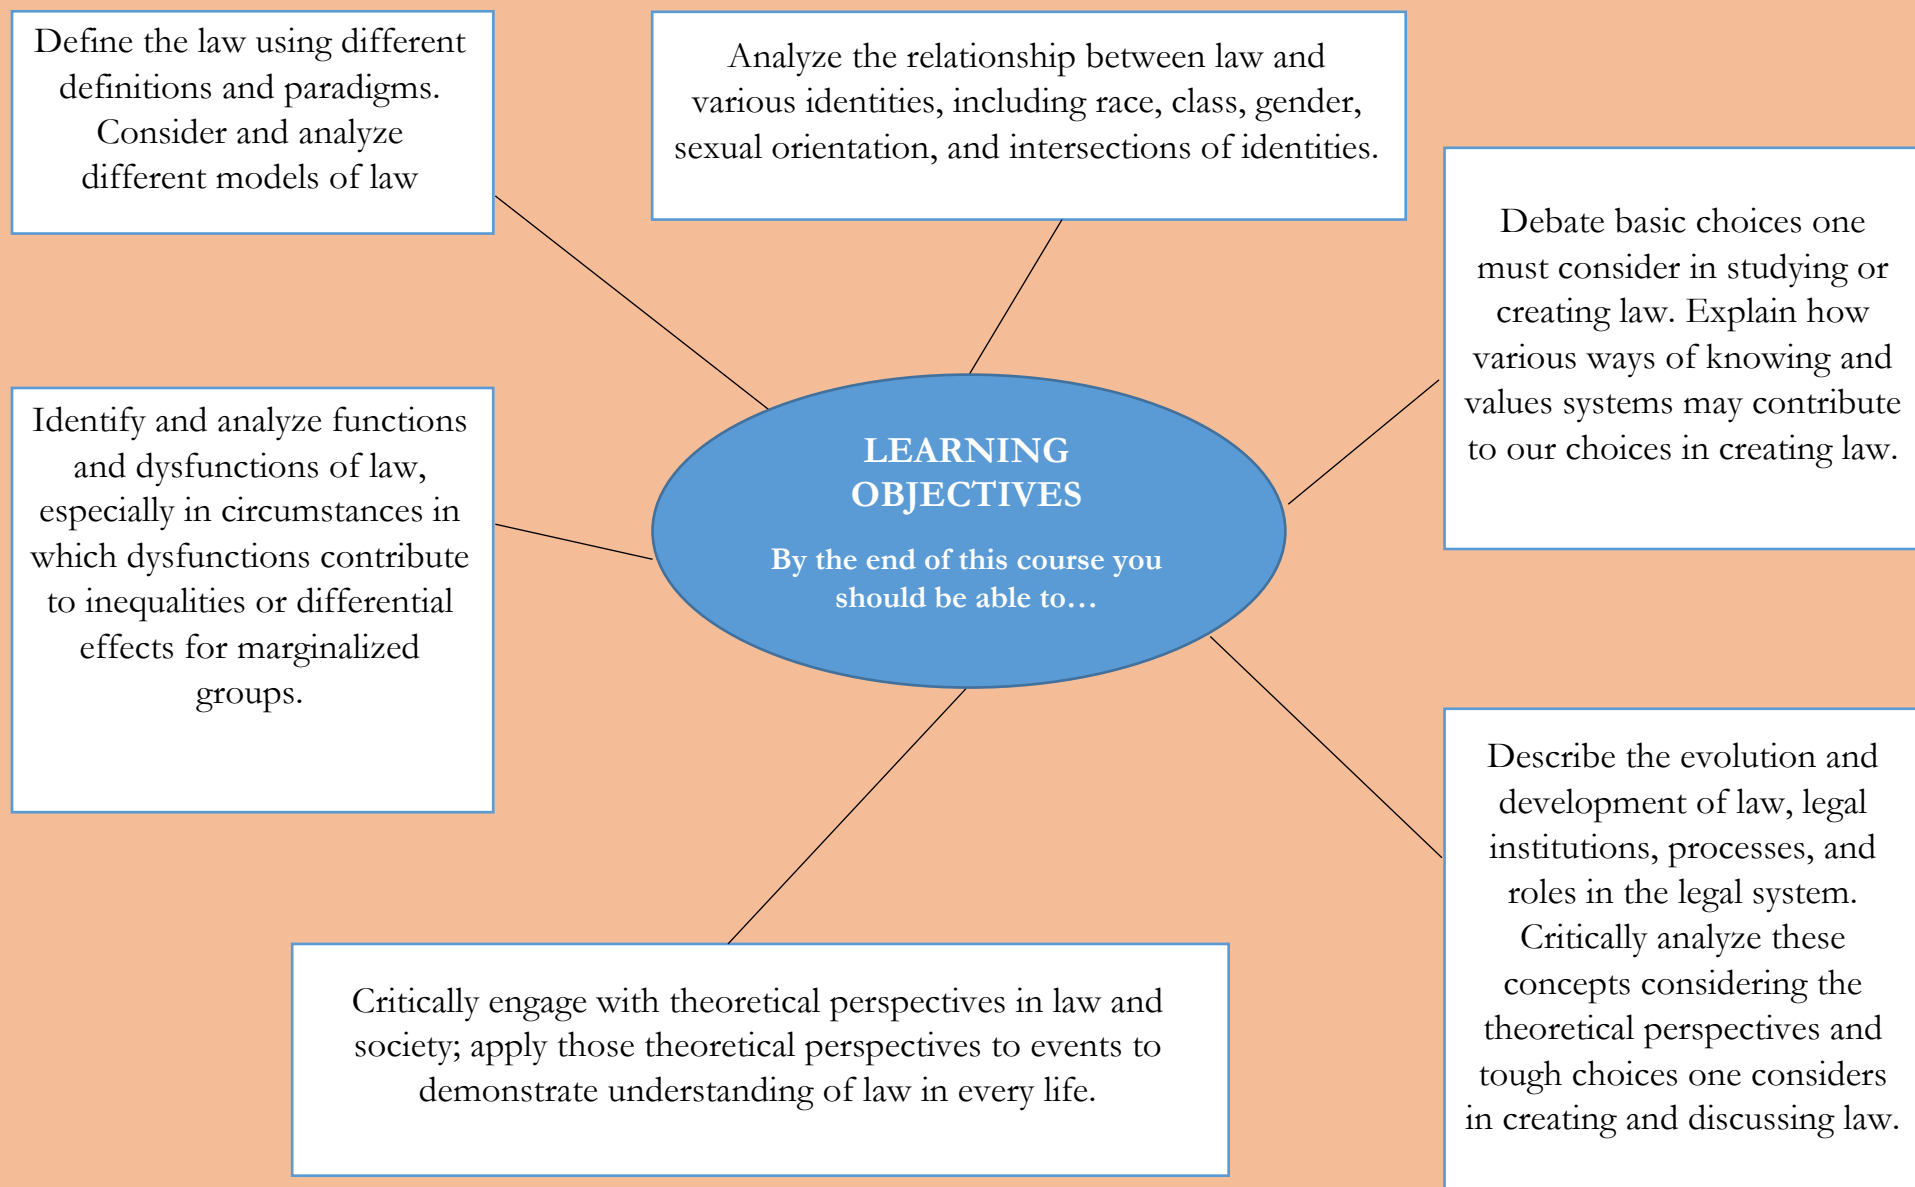 Define the law using different
definitions and paradigms.
Consider and analyze
different models of law
Analyze the relationship between law and
various identities, including race, class, gender,
sexual orientation, and intersections of identities.
Debate basic choices one
must consider in studying or
creating law. Explain how
various ways of knowing and
values systems may contribute
to our choices in creating law.
Identify and analyze functions
and dysfunctions of law,
especially in circumstances in
which dysfunctions contribute
to inequalities or differential
effects for marginalized
groups.
LEARNING
OBJECTIVES
By the end of this course you
should be able to…
Describe the evolution and
development of law, legal
institutions, processes, and
roles in the legal system.
Critically analyze these
concepts considering the
theoretical perspectives and
tough choices one considers
in creating and discussing law.
Critically engage with theoretical perspectives in law and
society; apply those theoretical perspectives to events to
demonstrate understanding of law in every life.